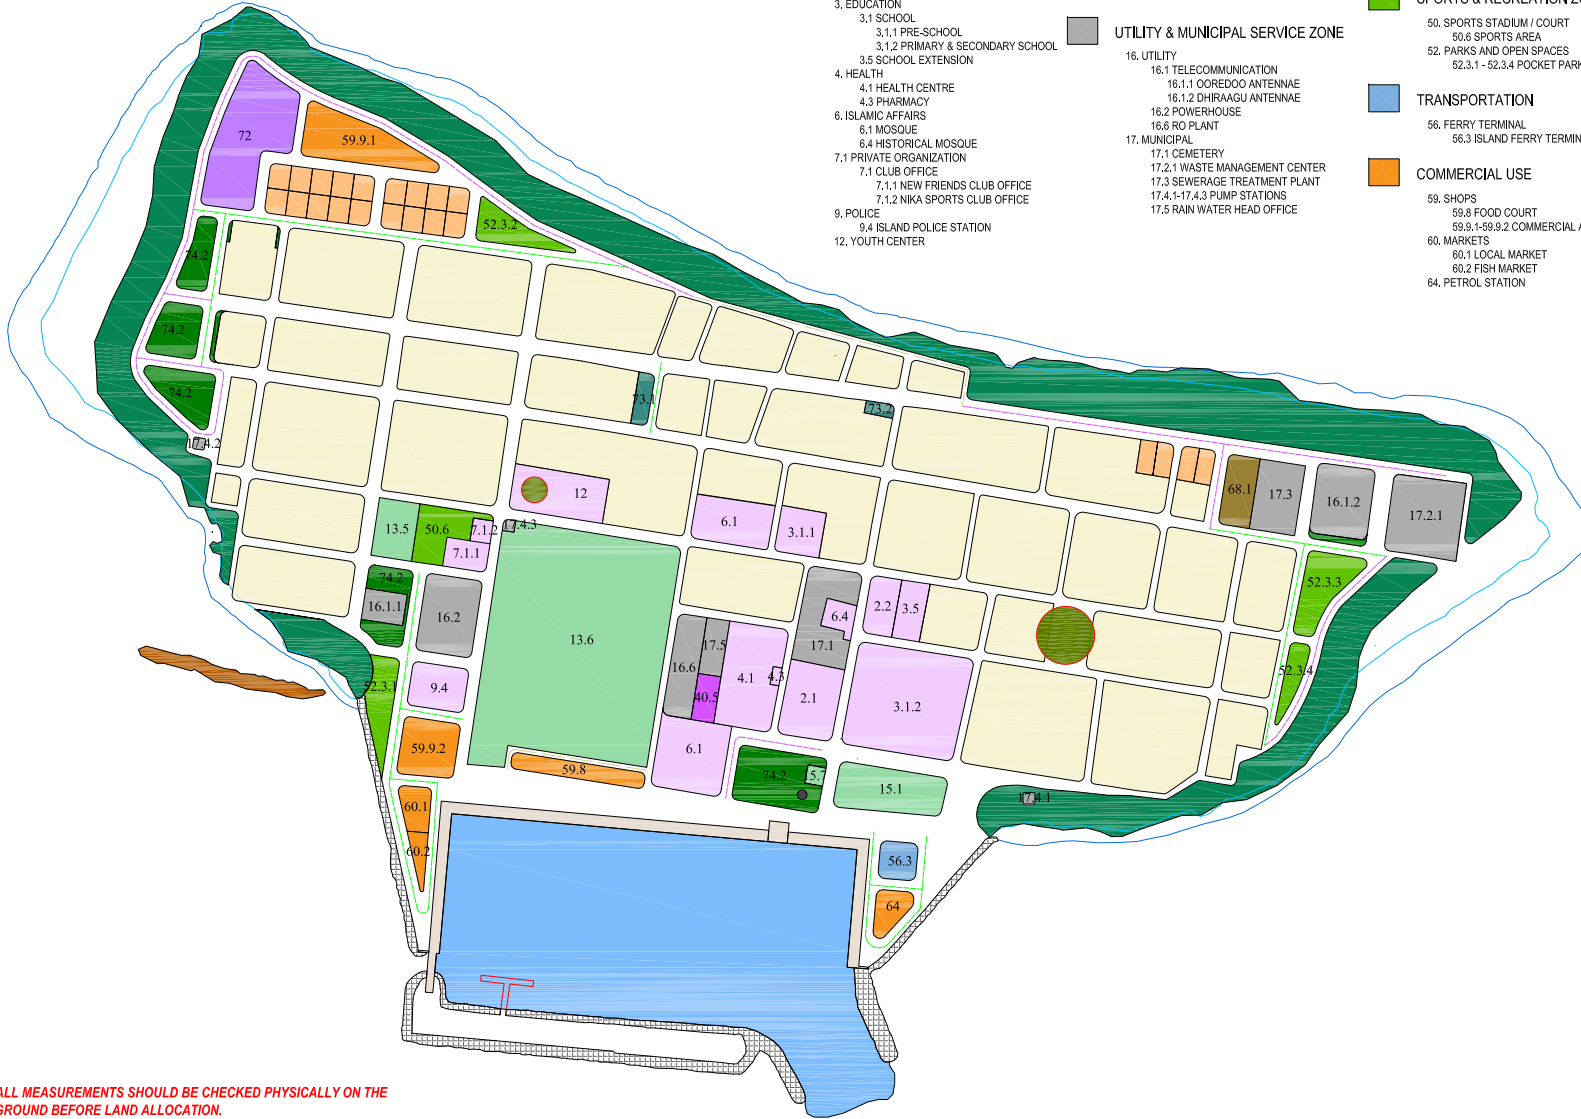 3. EDUCATION
3.1 SCHOOL
3.1.1 PRE-SCHOOL
3.1.2 PRIMARY & SECONDARY SCHOOL
3.5 SCHOOL EXTENSION
4. HEALTH
4.1 HEALTH CENTRE
4.3 PHARMACY
6. ISLAMIC AFFAIRS
6.1 MOSQUE
6.4 HISTORICAL MOSQUE
7.1 PRIVATE ORGANIZATION
7.1 CLUB OFFICE
7.1.1 NEW FRIENDS CLUB OFFICE
7.1.2 NIKA SPORTS CLUB OFFICE
9. POLICE
9.4 ISLAND POLICE STATION
12. YOUTH CENTER
UTILITY & MUNICIPAL SERVICE ZONE
16. UTILITY
16.1 TELECOMMUNICATION
16.1.1 OOREDOO ANTENNAE
16.1.2 DHIRAAGU ANTENNAE
16.2 POWERHOUSE
16.6 RO PLANT
17. MUNICIPAL
17.1 CEMETERY
17.2.1 WASTE MANAGEMENT CENTER
17.3 SEWERAGE TREATMENT PLANT
17.4.1-17.4.3 PUMP STATIONS
17.5 RAIN WATER HEAD OFFICE
SPORTS & RECREATION
50. SPORTS STADIUM / COURT
50.6 SPORTS AREA
52. PARKS AND OPEN SPACES
52.3.1 - 52.3.4 POCKET PARK
TRANSPORTATION
56. FERRY TERMINAL
56.3 ISLAND FERRY TERMIN
COMMERCIAL USE
59. SHOPS
59.8 FOOD COURT
59.9.1-59.9.2 COMMERCIAL A
60. MARKETS
60.1 LOCAL MARKET
60.2 FISH MARKET
64. PETROL STATION
72
59.9.1
52.3.2
74.2
74.2
74.2
17.4.2
73.1
73.2
12
13.5
50.6
7.1.2
7.1.1
17.4.3
6.1
3.1.1
68.1
17.3
16.1.2
17.2.1
74.2
16.1.1
16.2
13.6
52.3.3
2.2
3.5
6.4
17.1
17.5
16.6
4.1
4.3
40.5
2.1
3.1.2
52.3.4
52.3.1
9.4
59.9.2
59.8
6.1
74.2
15.7
15.1
17.4.1
60.1
60.2
56.3
64
ALL MEASUREMENTS SHOULD BE CHECKED PHYSICALLY ON THE
GROUND BEFORE LAND ALLOCATION.